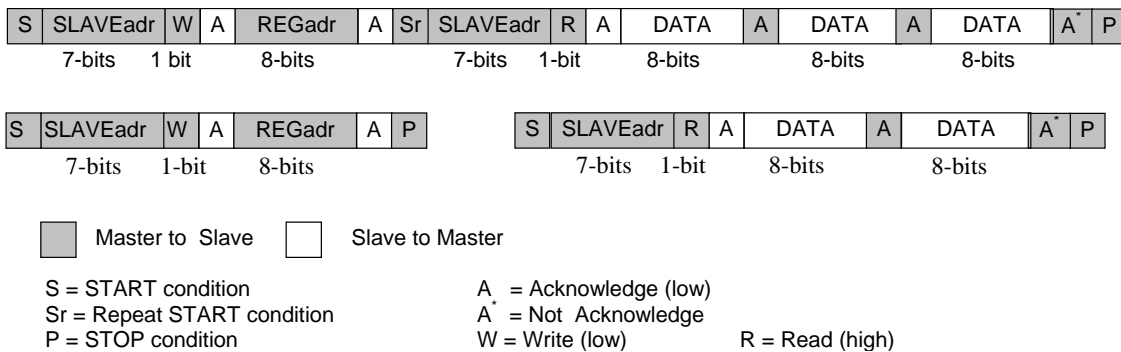 S SLAVEadr W A REGadr A Sr SLAVEadr R A DATA A DATA A DATA A* P
7-bits 1 bit 8-bits 7-bits 1-bit 8-bits 8-bits 8-bits
S SLAVEadr W A REGadr A P
7-bits 1-bit 8-bits
S SLAVEadr R A DATA A DATA A* P
7-bits 1-bit 8-bits 8-bits
Master to Slave Slave to Master
S = START condition A = Acknowledge (low)
Sr = Repeat START condition A* = Not Acknowledge
P = STOP condition W = Write (low) R = Read (high)